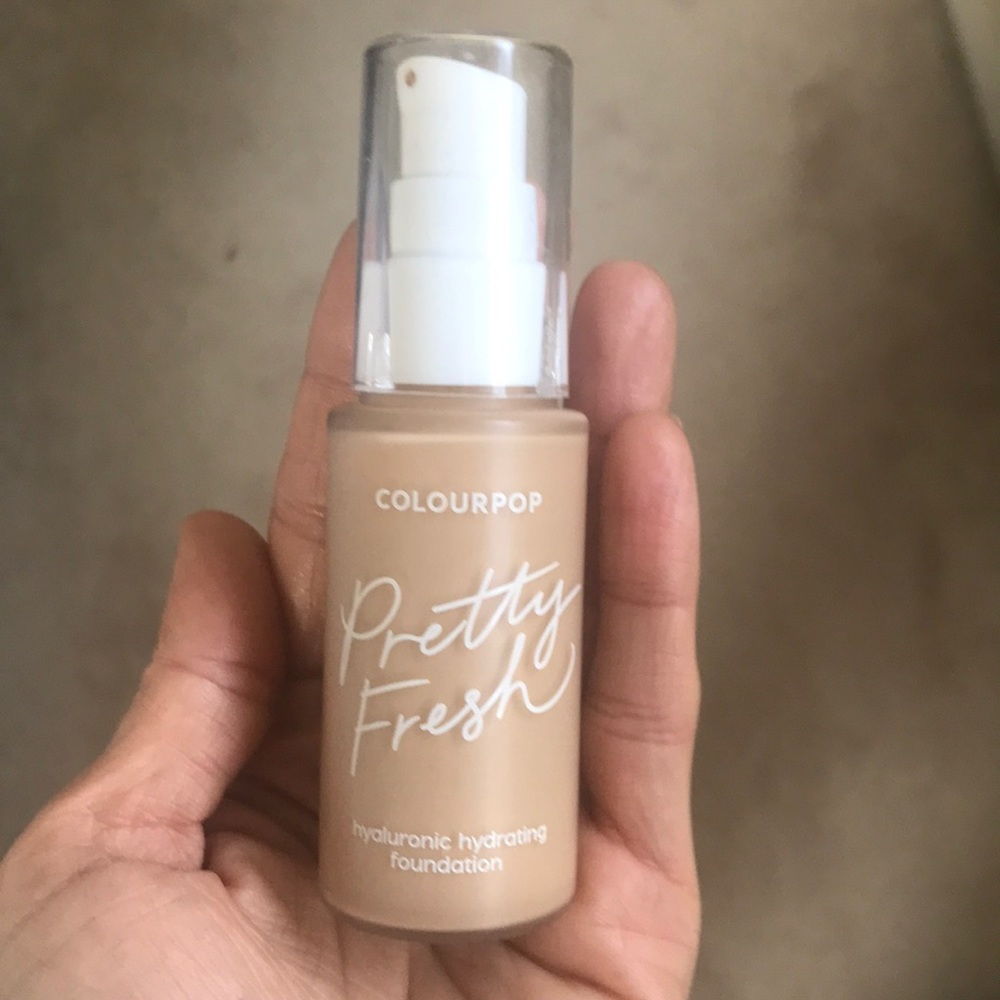 COLOURPOP
Pretty
Fresh
hyaluronic hydrating
foundation